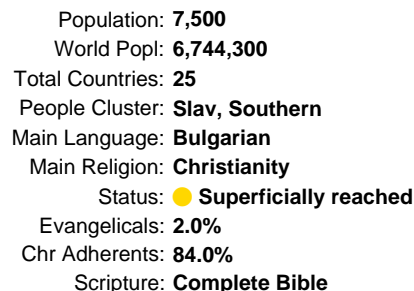 Population: 7,500
World Popl: 6,744,300
Total Countries: 25
People Cluster: Slav, Southern
Main Language: Bulgarian
Main Religion: Christianity
Status: Superficially reached
Evangelicals: 2.0%
Chr Adherents: 84.0%
Scripture: Complete Bible